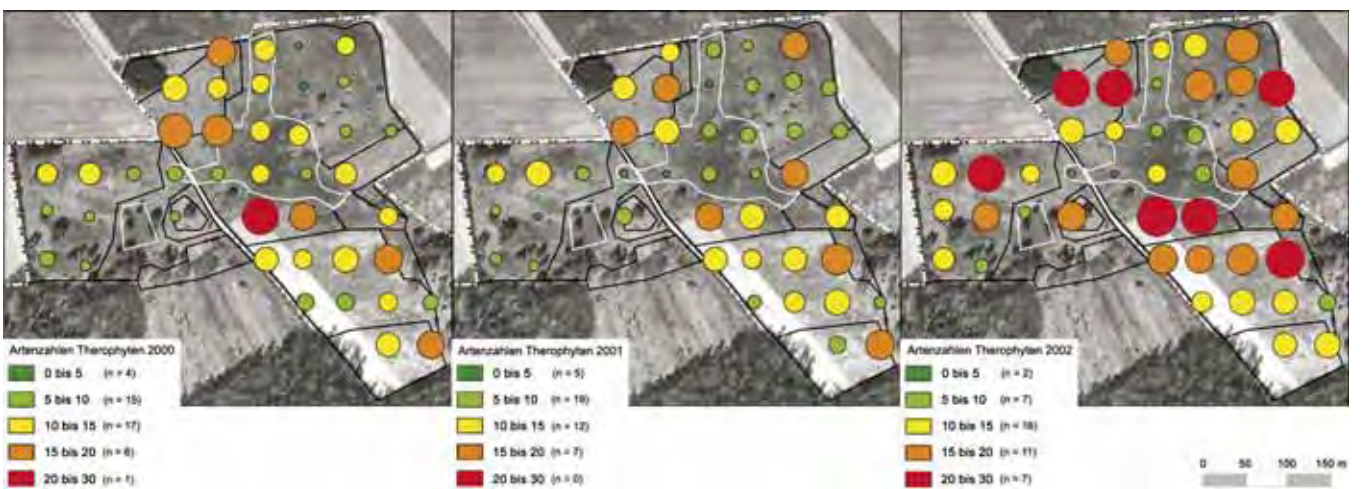 Artenzahlen Therophyten 2000
0 bis 5 (n = 4)
5 bis 10 (n = 15)
10 bis 15 (n = 17)
15 bis 20 (n = 6)
20 bis 30 (n = 1)
Artenzahlen Therophyten 2001
0 bis 5 (n = 5)
5 bis 10 (n = 19)
10 bis 15 (n = 12)
15 bis 20 (n = 7)
20 bis 30 (n = 0)
Artenzahlen Therophyten 2002
0 bis 5 (n = 2)
5 bis 10 (n = 7)
10 bis 15 (n = 16)
15 bis 20 (n = 11)
20 bis 30 (n = 7)
0 50 100 150 m